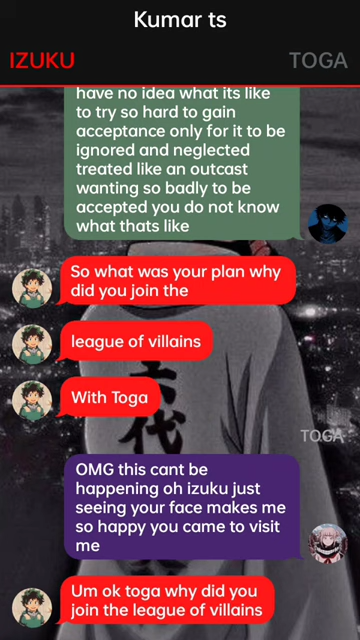 Kumar ts
IZUKU
TOGA
have no idea what its like
to try so hard to gain
acceptance only for it to be
ignored and neglected
treated like an outcast
wanting so badly to be
accepted you do not know
what thats like
So what was your plan why
did you join the
league of villains
With Toga
TOGA
OMG this cant be
happening oh izuku just
seeing your face makes me
so happy you came to visit
me
Um ok toga why did you
join the league of villains